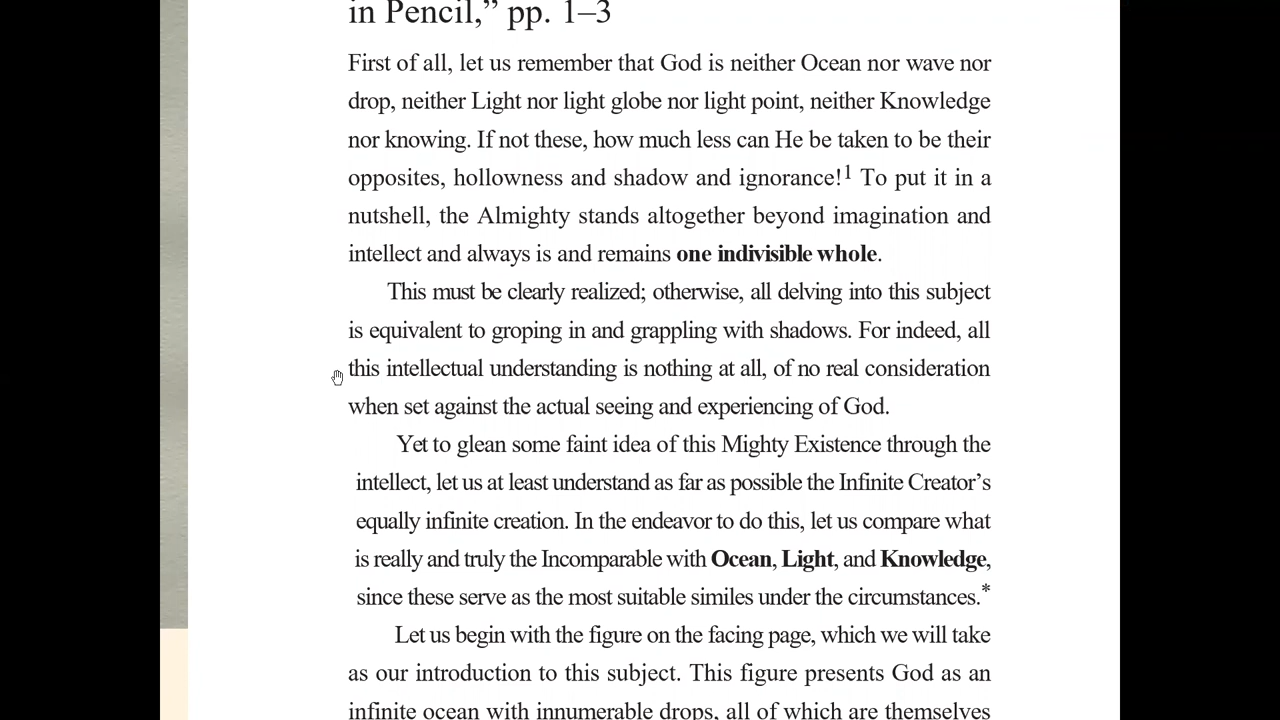 in Pencil,” pp. 1–3
First of all, let us remember that God is neither Ocean nor wave nor
drop, neither Light nor light globe nor light point, neither Knowledge
nor knowing. If not these, how much less can He be taken to be their
opposites, hollowness and shadow and ignorance!1 To put it in a
nutshell, the Almighty stands altogether beyond imagination and
intellect and always is and remains one indivisible whole.
This must be clearly realized; otherwise, all delving into this subject
is equivalent to groping in and grappling with shadows. For indeed, all
this intellectual understanding is nothing at all, of no real consideration
when set against the actual seeing and experiencing of God.
Yet to glean some faint idea of this Mighty Existence through the
intellect, let us at least understand as far as possible the Infinite Creator’s
equally infinite creation. In the endeavor to do this, let us compare what
is really and truly the Incomparable with Ocean, Light, and Knowledge,
since these serve as the most suitable similes under the circumstances.*
Let us begin with the figure on the facing page, which we will take
as our introduction to this subject. This figure presents God as an
infinite ocean with innumerable drops, all of which are themselves